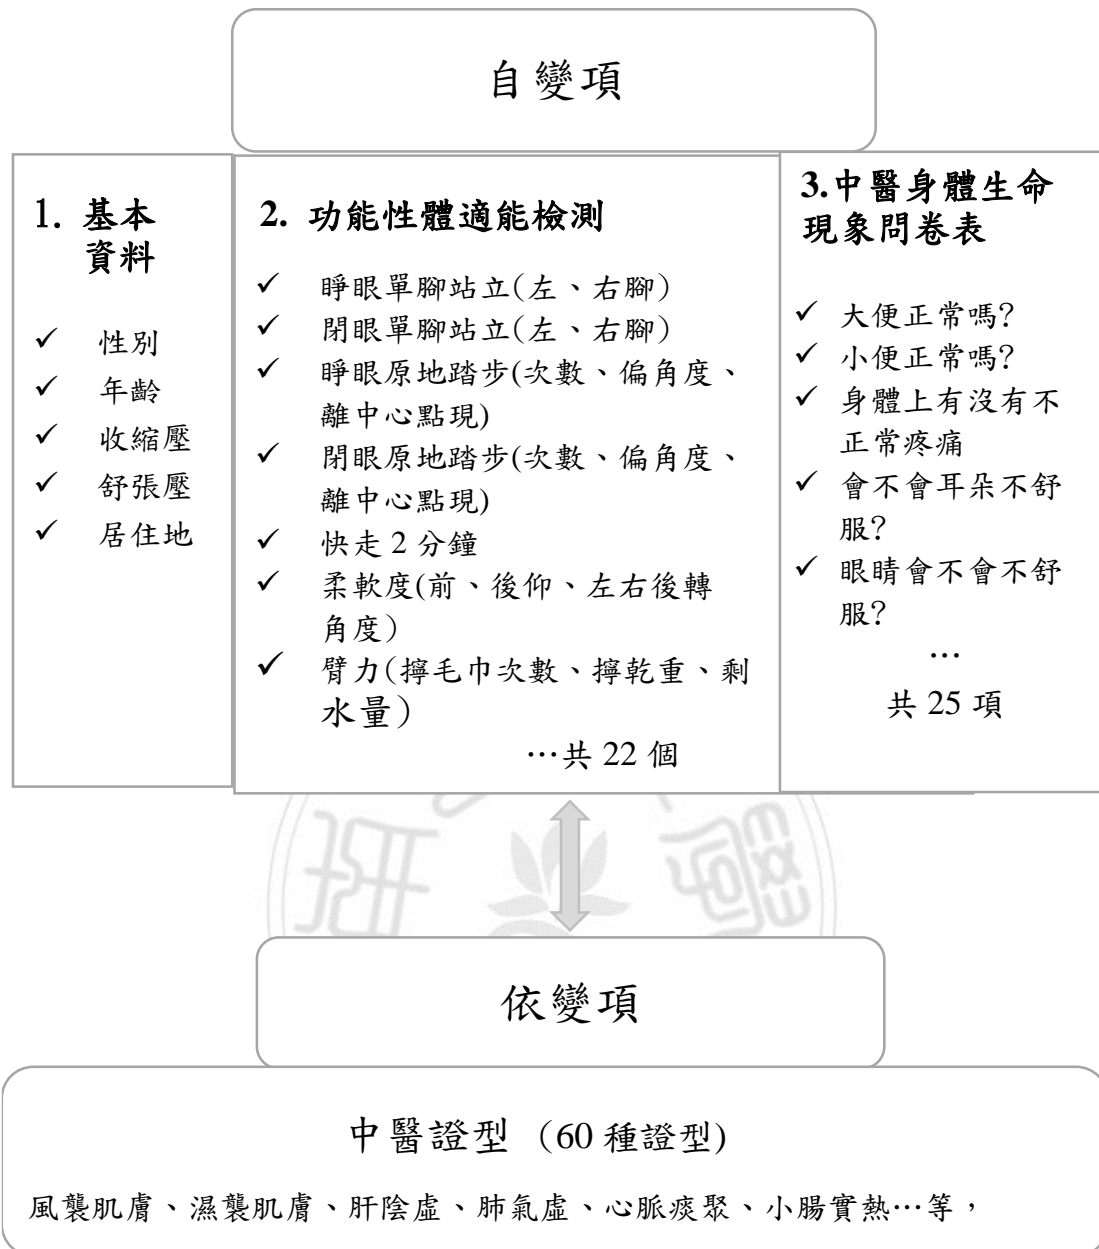 自變項
1. 基本
資料
✓ 性別
✓ 年齡
✓ 收縮壓
✓ 舒張壓
✓ 居住地
2. 功能性體適能檢測
✓ 睜眼單腳站立(左、右腳)
✓ 閉眼單腳站立(左、右腳)
✓ 睜眼原地踏步(次數、偏角度、
離中心點現)
✓ 閉眼原地踏步(次數、偏角度、
離中心點現)
✓ 快走 2 分鐘
✓ 柔軟度(前、後仰、左右後轉
角度)
✓ 臂力(擰毛巾次數、擰乾重、剩
水量)
…共 22 個
3.中醫身體生命
現象問卷表
✓ 大便正常嗎?
✓ 小便正常嗎?
✓ 身體上有沒有不
正常疼痛
✓ 會不會耳朵不舒
服?
✓ 眼睛會不會不舒
服?
…
共 25 項
依變項
中醫證型 (60 種證型)
風襲肌膚、濕襲肌膚、肝陰虛、肺氣虛、心脈痰聚、小腸實熱…等，